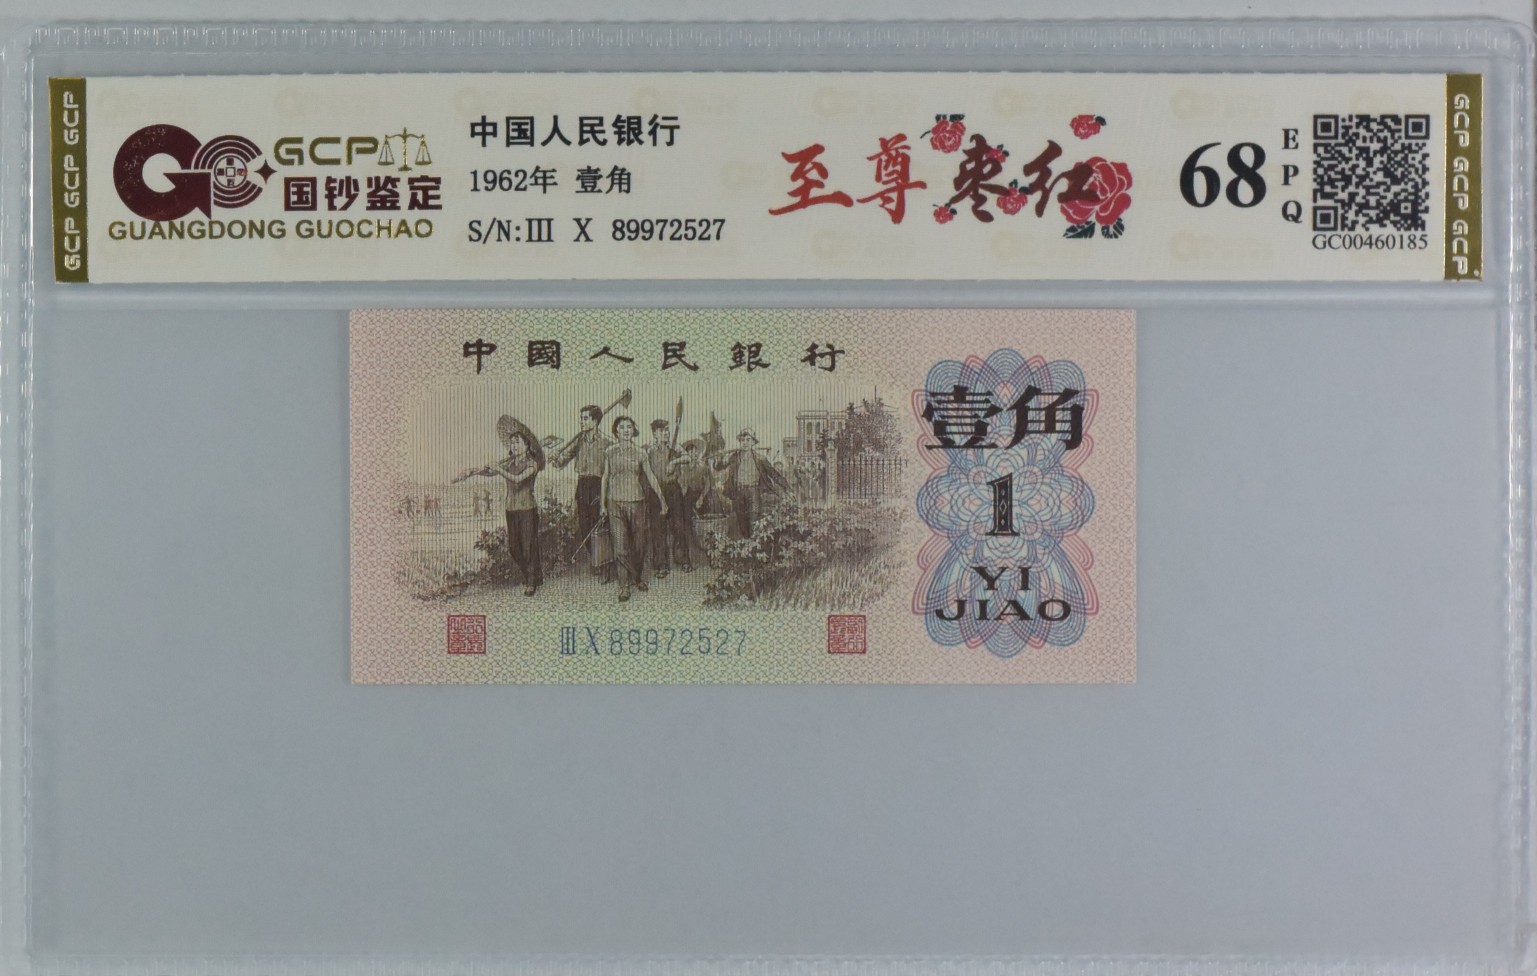 GCP GCP GCP
GCP
国钞鉴定
GUANGDONG GUOCHAO
中国人民银行
1962年 壹角
S/N:Ⅲ X 89972527
至尊枣红
68
EPQ
GC00460185
GCP GCP GCP
中國人民銀行
壹角
1
YI
JIAO
ⅢX89972527